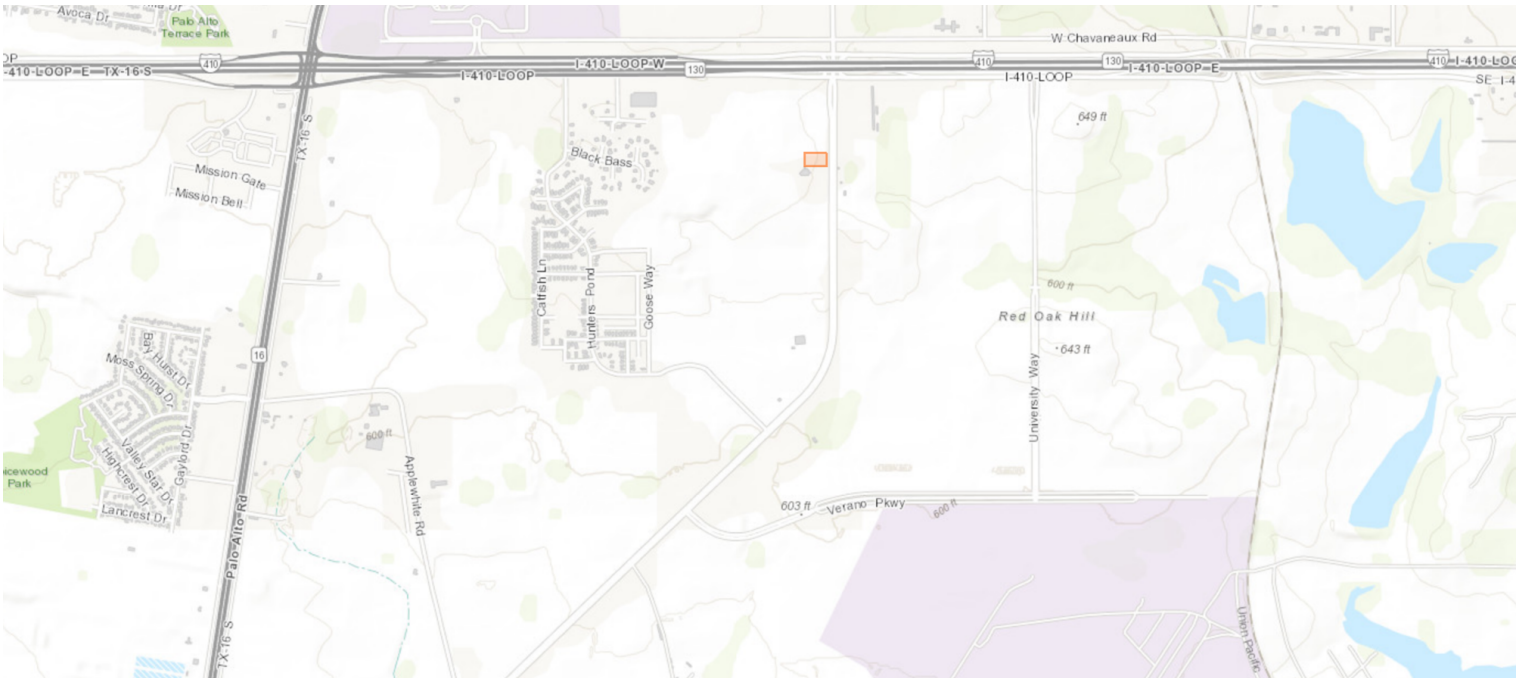 Avoca Dr
Palo Alto
Terrace Park
W Chavaneaux Rd
410
I-410-LOOP W
410
130
I-410-LOOP E
410
-410-LOOP E TX-16 S
I-410-LOOP
130
I-410-LOOP
649 ft
TX-16 S
Black Bass
Mission Gate
Mission Bell
Catfish Ln
Hunters Pond
Goose Way
600 ft
Red Oak Hill
643 ft
16
Bay Hurst Dr
Moss Spring Dr
University Way
600 ft
Gaylord Dr
Valley Star Dr
Highcrest Dr
Applewhite Rd
icewood
Park
Lancrest Dr
Palo Alto Rd
603 ft
Verano Pkwy
600 ft
TX-16 S
Union Pacific